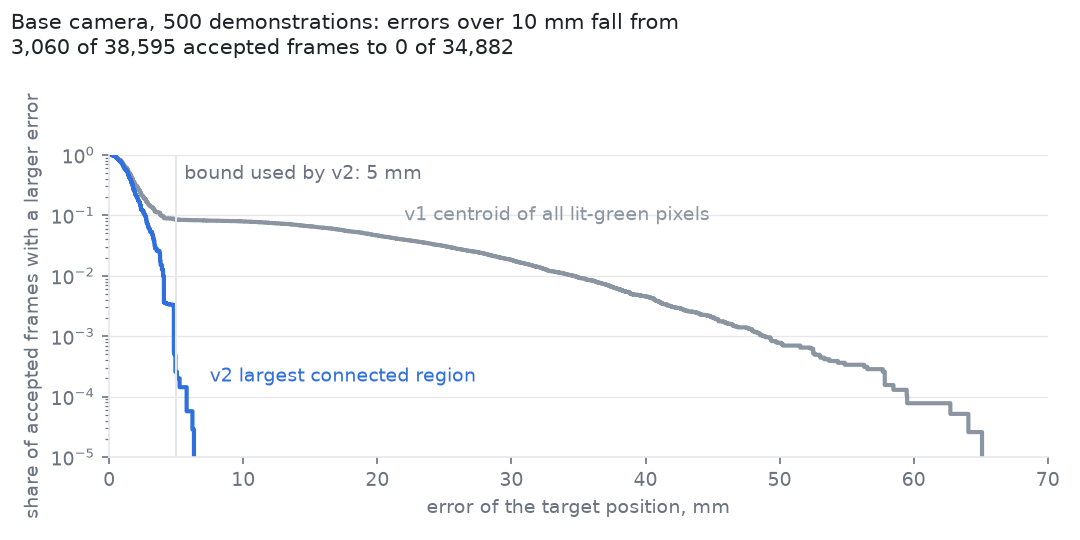 Base camera, 500 demonstrations: errors over 10 mm fall from
3,060 of 38,595 accepted frames to 0 of 34,882
share of accepted frames with a larger error
10⁰
10⁻¹
10⁻²
10⁻³
10⁻⁴
10⁻⁵
bound used by v2: 5 mm
v1 centroid of all lit-green pixels
v2 largest connected region
0 10 20 30 40 50 60 70
error of the target position, mm